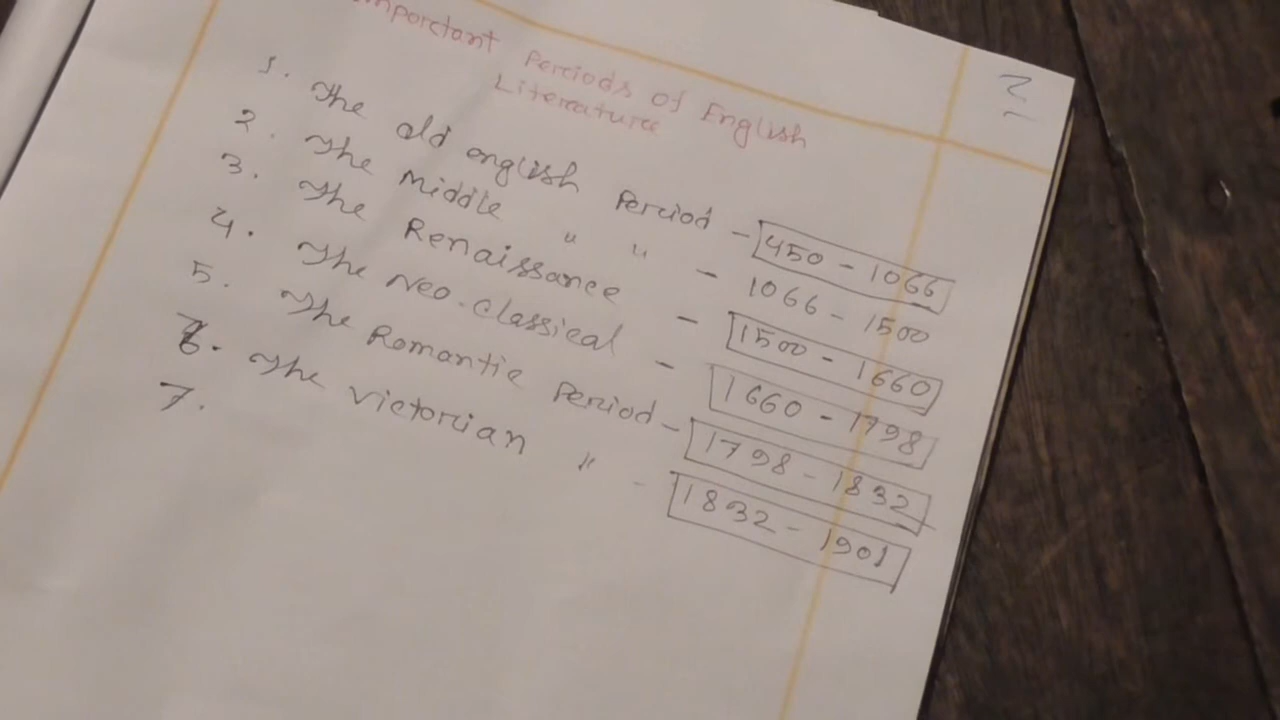 Important Periods of English
Literature
2
1. The old english Period - 450 - 1066
2. The Middle " " - 1066 - 1500
3. The Renaissance - 1500 - 1660
4. The Neo-classical - 1660 - 1798
5. The Romantic Period - 1798 - 1832
6. The Victorian " - 1832 - 1901
7.